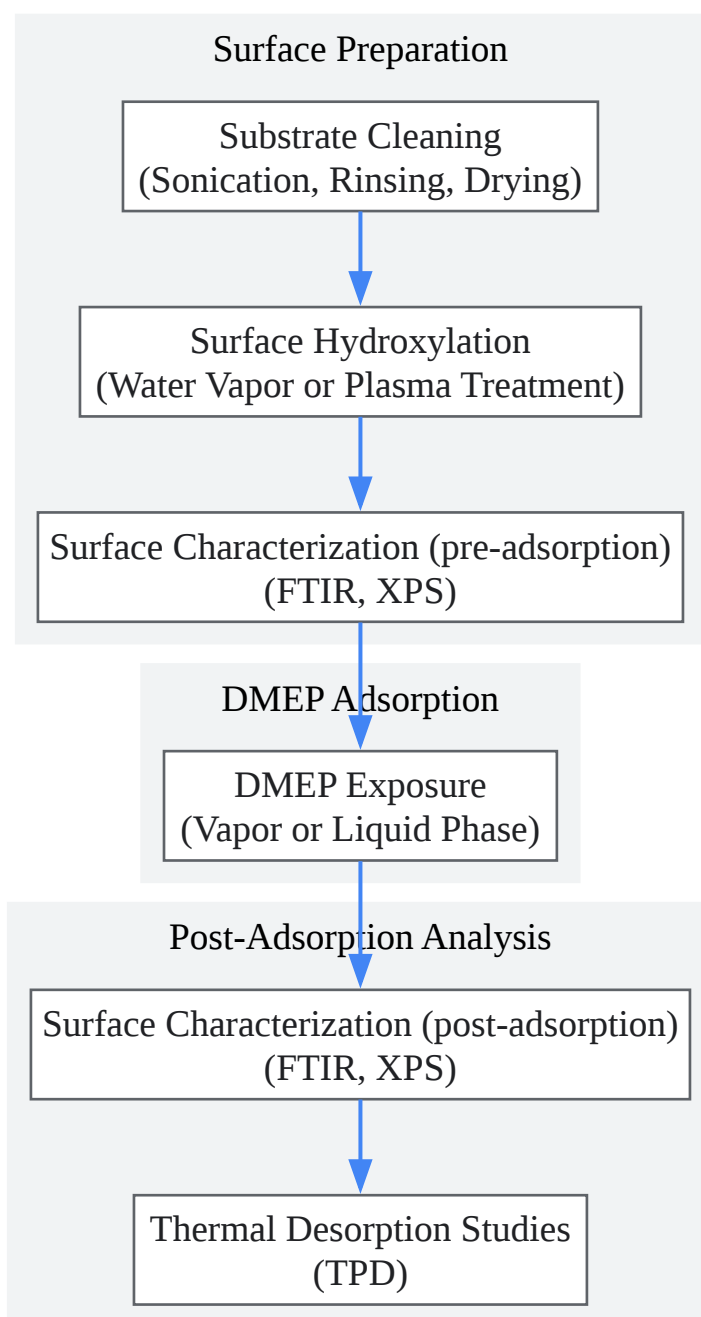 Surface Preparation
Substrate Cleaning
(Sonication, Rinsing, Drying)
Surface Hydroxylation
(Water Vapor or Plasma Treatment)
Surface Characterization (pre-adsorption)
(FTIR, XPS)
DMEP Adsorption
DMEP Exposure
(Vapor or Liquid Phase)
Post-Adsorption Analysis
Surface Characterization (post-adsorption)
(FTIR, XPS)
Thermal Desorption Studies
(TPD)